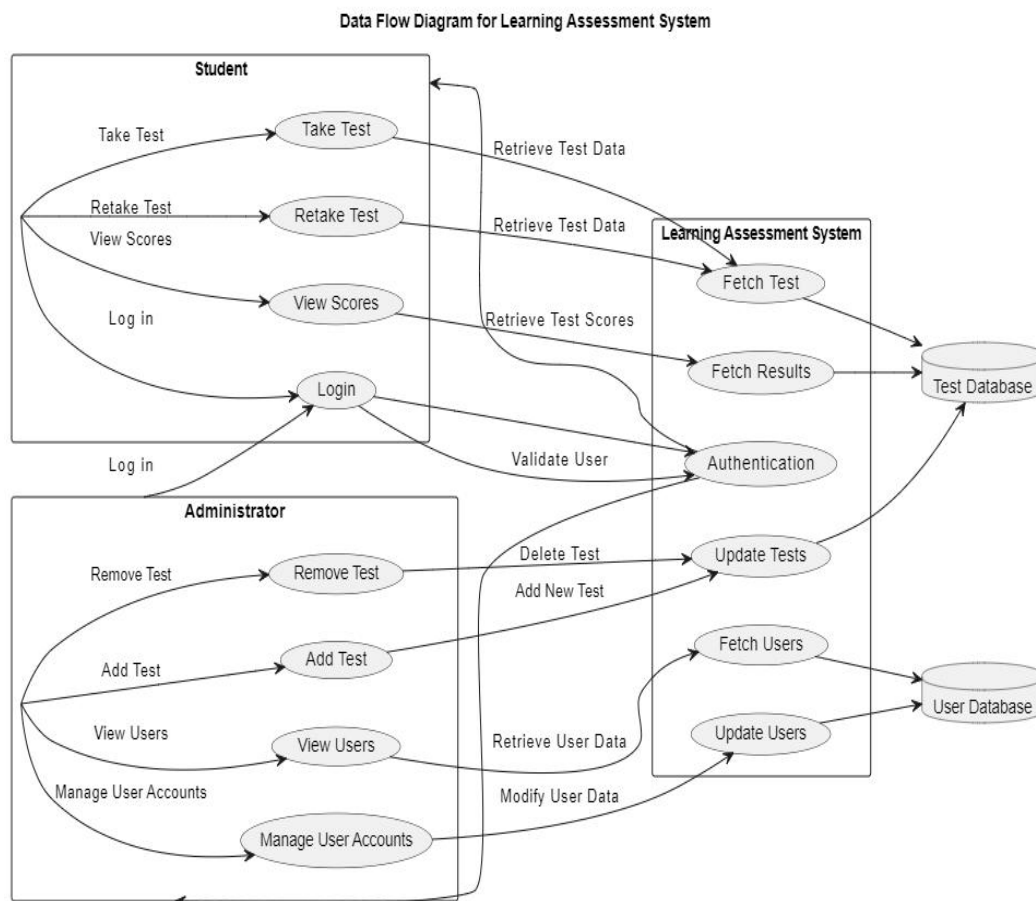 Data Flow Diagram for Learning Assessment System
Student
Take Test
Take Test
Retrieve Test Data
Retake Test
Retake Test
Retrieve Test Data
View Scores
Learning Assessment System
Fetch Test
View Scores
Log in
Retrieve Test Scores
Fetch Results
Test Database
Login
Log in
Validate User
Authentication
Administrator
Remove Test
Remove Test
Delete Test
Update Tests
Add New Test
Add Test
Add Test
Fetch Users
User Database
View Users
View Users
Retrieve User Data
Update Users
Manage User Accounts
Modify User Data
Manage User Accounts